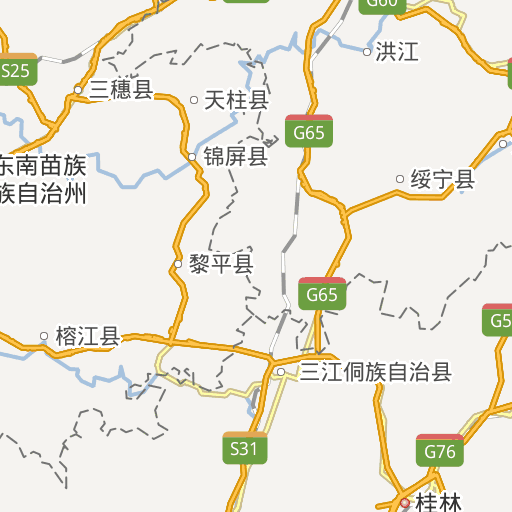 G60
洪江
S25
三穗县
天柱县
G65
锦屏县
东南苗族
族自治州
绥宁县
黎平县
G65
G5
榕江县
三江侗族自治县
S31
G76
桂林